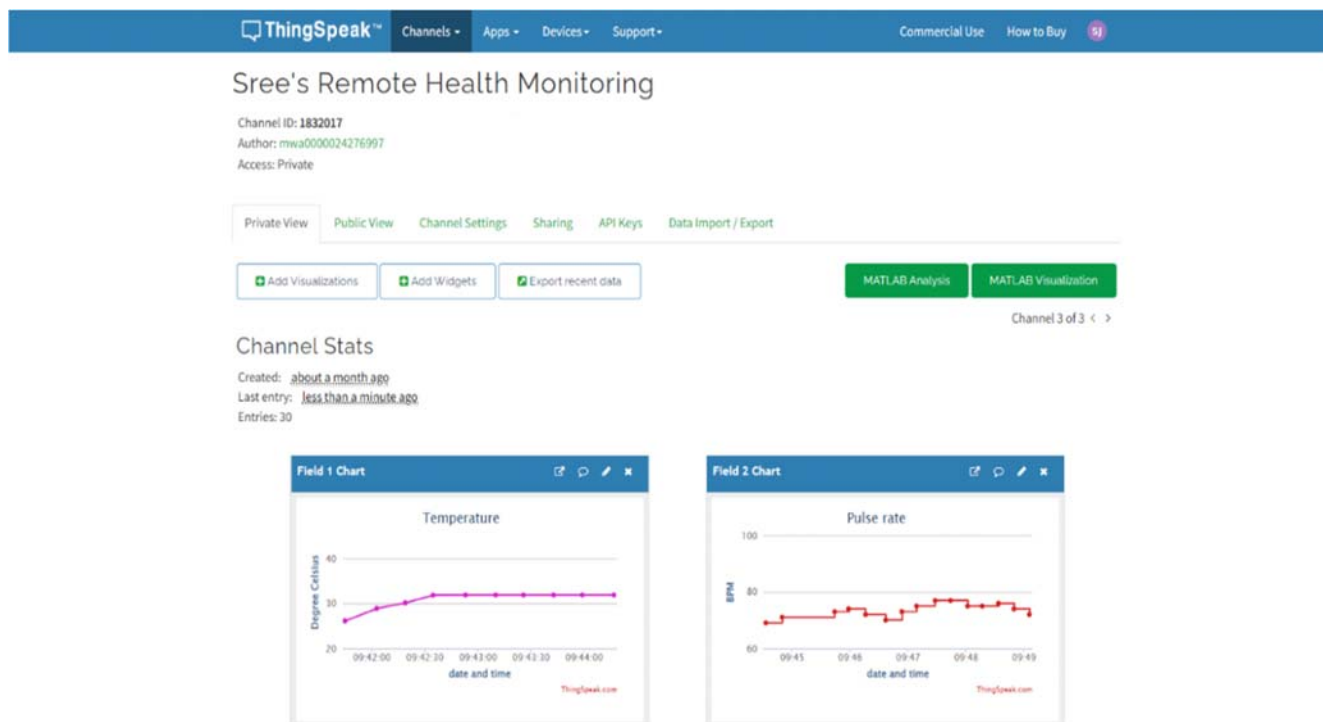 ThingSpeak™ Channels Apps Devices Support Commercial Use How to Buy SJ
Sree's Remote Health Monitoring
Channel ID: 1832017
Author: mwa0000024276997
Access: Private
Private View Public View Channel Settings Sharing API Keys Data Import / Export
Add Visualizations Add Widgets Export recent data MATLAB Analysis MATLAB Visualization
Channel 3 of 3 < >
Channel Stats
Created: about a month ago
Last entry: less than a minute ago
Entries: 30
Field 1 Chart
Temperature
Degree Celsius
40
30
20
09:42:00 09:42:30 09:43:00 09:43:30 09:44:00
date and time
ThingSpeak.com
Field 2 Chart
Pulse rate
BPM
100
80
60
09:45 09:46 09:47 09:48 09:49
date and time
ThingSpeak.com